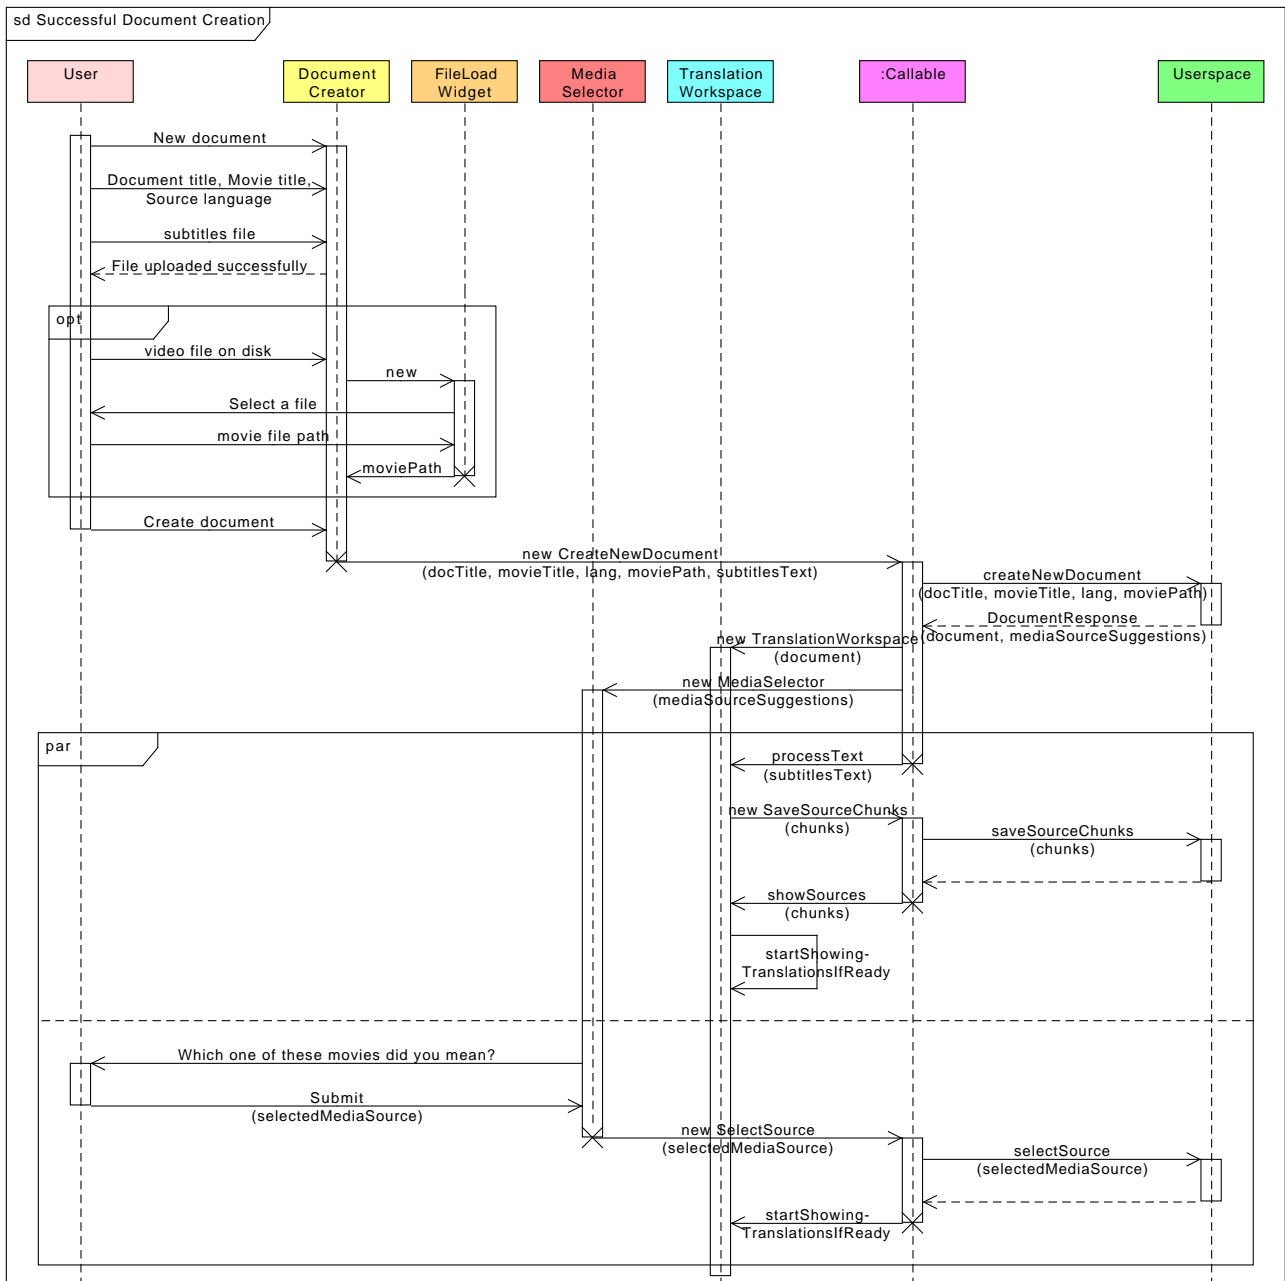 sd Successful Document Creation
User
Document
Creator
FileLoad
Widget
Media
Selector
Translation
Workspace
:Callable
Userspace
New document
Document title, Movie title,
Source language
subtitles file
File uploaded successfully
opt
video file on disk
new
Select a file
movie file path
moviePath
Create document
new CreateNewDocument
(docTitle, movieTitle, lang, moviePath, subtitlesText)
createNewDocument
(docTitle, movieTitle, lang, moviePath)
DocumentResponse
(document, mediaSourceSuggestions)
new TranslationWorkspace
(document)
new MediaSelector
(mediaSourceSuggestions)
par
processText
(subtitlesText)
new SaveSourceChunks
(chunks)
saveSourceChunks
(chunks)
showSources
(chunks)
startShowing-
TranslationsIfReady
Which one of these movies did you mean?
Submit
(selectedMediaSource)
new SelectSource
(selectedMediaSource)
selectSource
(selectedMediaSource)
startShowing-
TranslationsIfReady